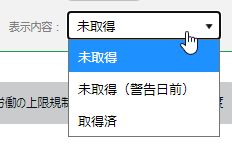 表示内容： 未取得
未取得
未取得（警告日前）
取得済
労働の上限規制
度